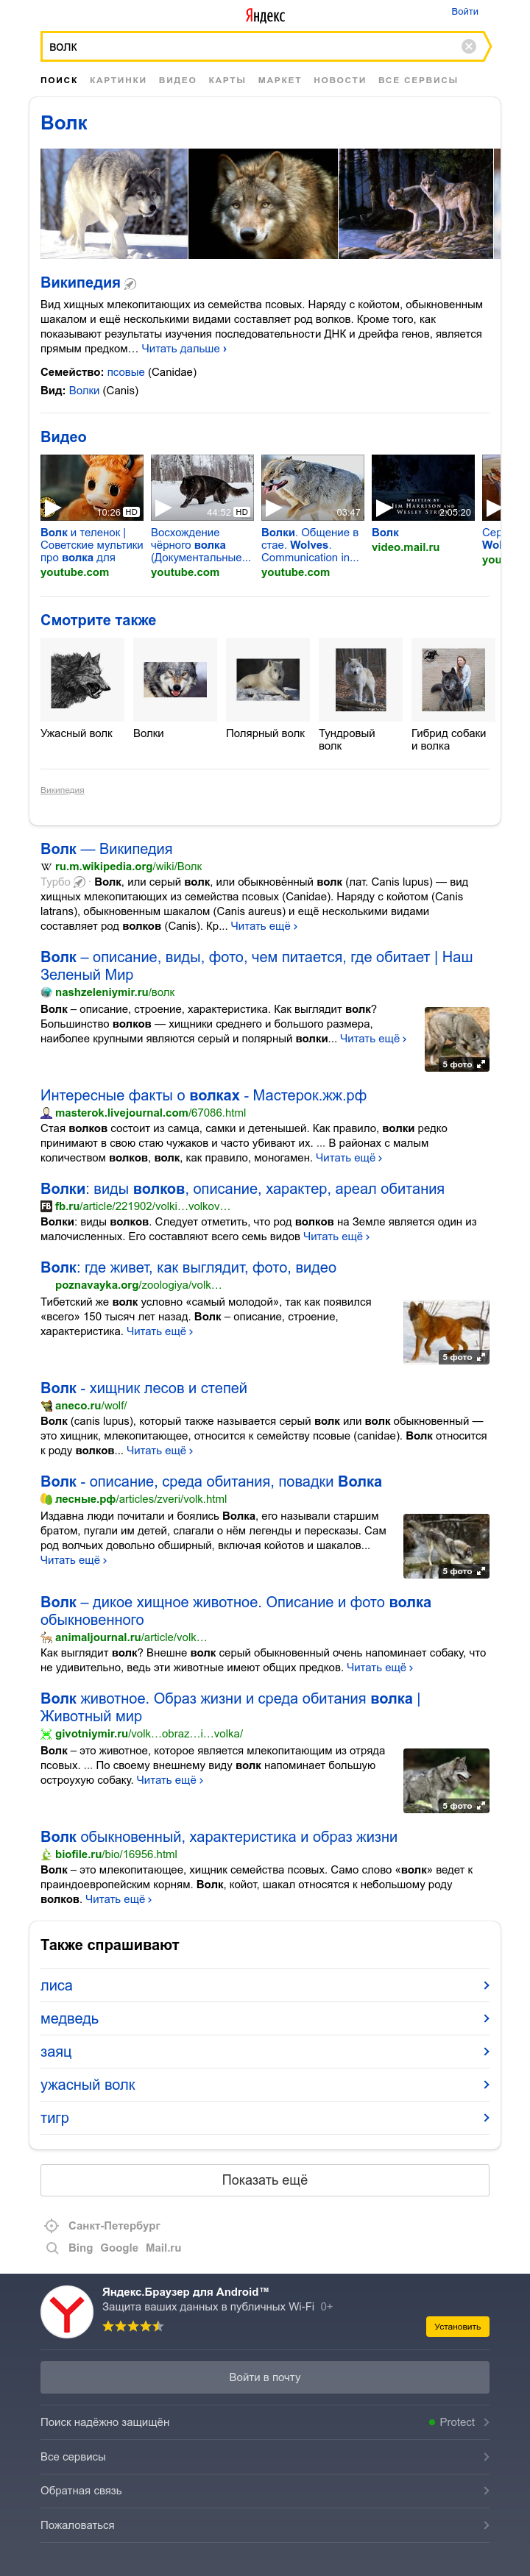 Яндекс
Войти
волк
ПОИСК КАРТИНКИ ВИДЕО КАРТЫ МАРКЕТ НОВОСТИ ВСЕ СЕРВИСЫ
Волк
Википедия
Вид хищных млекопитающих из семейства псовых. Наряду с койотом, обыкновенным
шакалом и ещё несколькими видами составляет род волков. Кроме того, как
показывают результаты изучения последовательности ДНК и дрейфа генов, является
прямым предком… Читать дальше ›
Семейство: псовые (Canidae)
Вид: Волки (Canis)
Видео
10:26 HD
44:52 HD
03:47
WRITTEN BY
JIM HARRISON AND
2:05:20
Волк и теленок |
Советские мультики
про волка для
youtube.com
Восхождение
чёрного волка
(Документальные...
youtube.com
Волки. Общение в
стае. Wolves.
Communication in...
youtube.com
Волк
video.mail.ru
Сер
Wol
you
Смотрите также
Ужасный волк
Волки
Полярный волк
Тундровый
волк
Гибрид собаки
и волка
Википедия
Волк — Википедия
ru.m.wikipedia.org/wiki/Волк
Турбо · Волк, или серый волк, или обыкнове́нный волк (лат. Canis lupus) — вид
хищных млекопитающих из семейства псовых (Canidae). Наряду с койотом (Canis
latrans), обыкновенным шакалом (Canis aureus) и ещё несколькими видами
составляет род волков (Canis). Кр... Читать ещё ›
Волк – описание, виды, фото, чем питается, где обитает | Наш
Зеленый Мир
nashzeleniymir.ru/волк
Волк – описание, строение, характеристика. Как выглядит волк?
Большинство волков — хищники среднего и большого размера,
наиболее крупными являются серый и полярный волки... Читать ещё ›
5 фото
Интересные факты о волках - Мастерок.жж.рф
masterok.livejournal.com/67086.html
Стая волков состоит из самца, самки и детенышей. Как правило, волки редко
принимают в свою стаю чужаков и часто убивают их. ... В районах с малым
количеством волков, волк, как правило, моногамен. Читать ещё ›
Волки: виды волков, описание, характер, ареал обитания
FB fb.ru/article/221902/volki…volkov…
Волки: виды волков. Следует отметить, что род волков на Земле является один из
малочисленных. Его составляют всего семь видов Читать ещё ›
Волк: где живет, как выглядит, фото, видео
poznavayka.org/zoologiya/volk…
Тибетский же волк условно «самый молодой», так как появился
«всего» 150 тысяч лет назад. Волк – описание, строение,
характеристика. Читать ещё ›
5 фото
Волк - хищник лесов и степей
aneco.ru/wolf/
Волк (canis lupus), который также называется серый волк или волк обыкновенный —
это хищник, млекопитающее, относится к семейству псовые (canidae). Волк относится
к роду волков... Читать ещё ›
Волк - описание, среда обитания, повадки Волка
лесные.рф/articles/zveri/volk.html
Издавна люди почитали и боялись Волка, его называли старшим
братом, пугали им детей, слагали о нём легенды и пересказы. Сам
род волчьих довольно обширный, включая койотов и шакалов...
Читать ещё ›
5 фото
Волк – дикое хищное животное. Описание и фото волка
обыкновенного
animaljournal.ru/article/volk…
Как выглядит волк? Внешне волк серый обыкновенный очень напоминает собаку, что
не удивительно, ведь эти животные имеют общих предков. Читать ещё ›
Волк животное. Образ жизни и среда обитания волка |
Животный мир
givotniymir.ru/volk…obraz…i…volka/
Волк – это животное, которое является млекопитающим из отряда
псовых. ... По своему внешнему виду волк напоминает большую
остроухую собаку. Читать ещё ›
5 фото
Волк обыкновенный, характеристика и образ жизни
biofile.ru/bio/16956.html
Волк – это млекопитающее, хищник семейства псовых. Само слово «волк» ведет к
праиндоевропейским корням. Волк, койот, шакал относятся к небольшому роду
волков. Читать ещё ›
Также спрашивают
лиса
медведь
заяц
ужасный волк
тигр
Показать ещё
Санкт-Петербург
Bing Google Mail.ru
Яндекс.Браузер для Android™
Защита ваших данных в публичных Wi-Fi 0+
Установить
Войти в почту
Поиск надёжно защищён
Protect
Все сервисы
Обратная связь
Пожаловаться